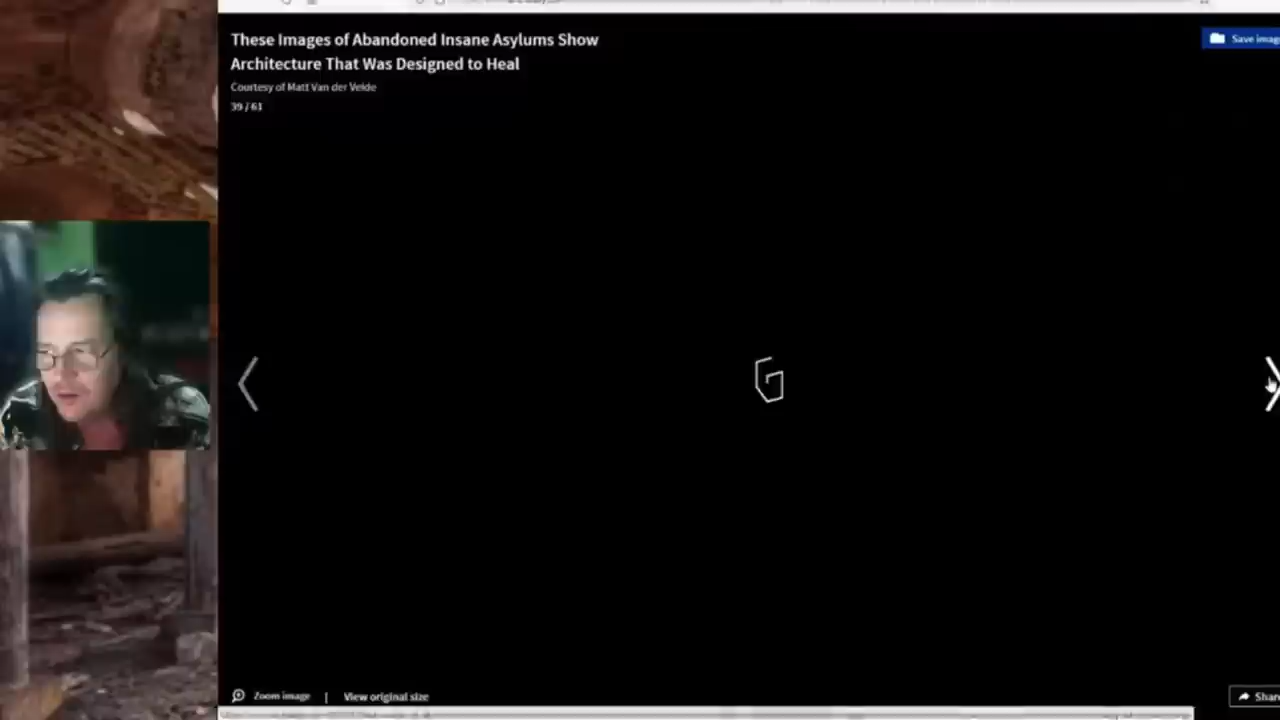 These Images of Abandoned Insane Asylums Show
Architecture That Was Designed to Heal
Courtesy of Matt Van der Velde
39 / 61
Save
Zoom image | View original size